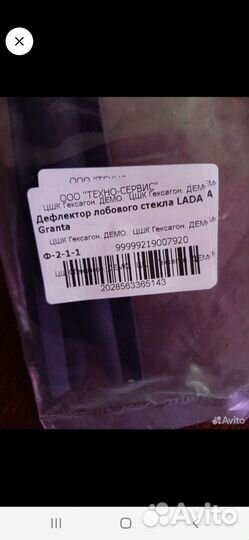 ООО "ТЕХНО-СЕРВИС"
ЦШК Гексагон. ДЕМО. ЦШК Гексагон. ДЕМ
Дефлектор лобового стекла LADA
Granta
ЦШК Гексагон. ДЕМО. ЦШК Гексагон. ДЕМ
Ф-2-1-1
99999219007920
2028563365143
Avito
Avito